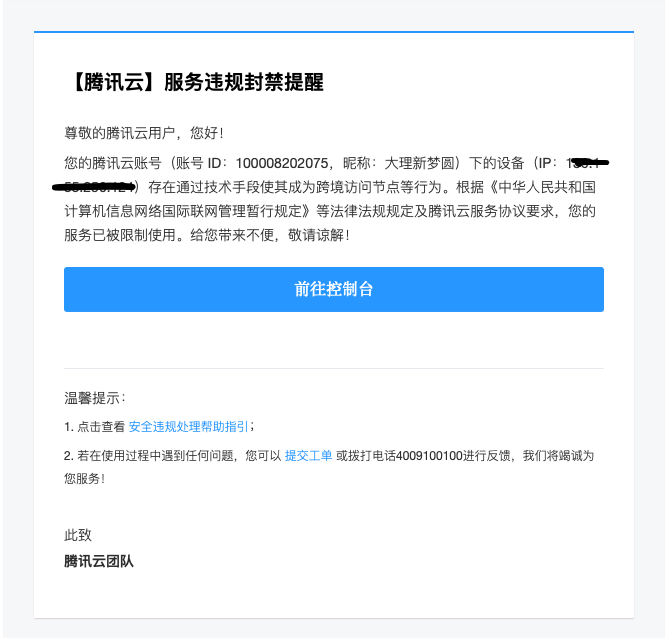 【腾讯云】服务违规封禁提醒
尊敬的腾讯云用户，您好！
您的腾讯云账号（账号 ID：100008202075，昵称：大理新梦圆）下的设备（IP：
）存在通过技术手段使其成为跨境访问节点等行为。根据《中华人民共和国
计算机信息网络国际联网管理暂行规定》等法律法规规定及腾讯云服务协议要求，您的
服务已被限制使用。给您带来不便，敬请谅解！
前往控制台
温馨提示：
1. 点击查看 安全违规处理帮助指引；
2. 若在使用过程中遇到任何问题，您可以 提交工单 或拨打电话4009100100进行反馈，我们将竭诚为
您服务！
此致
腾讯云团队